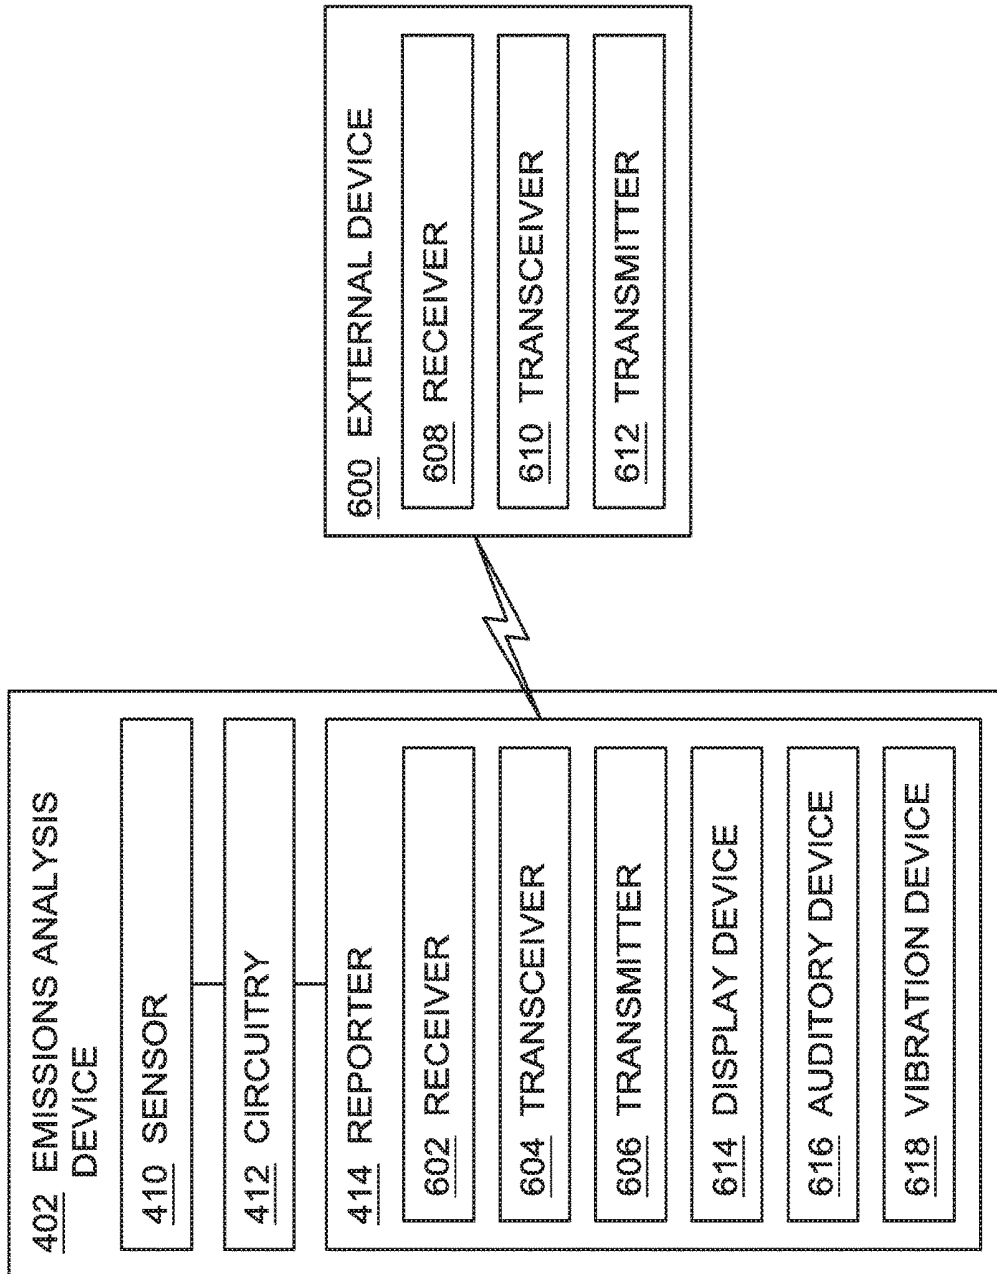 402 EMISSIONS ANALYSIS
DEVICE
410 SENSOR
412 CIRCUITRY
414 REPORTER
602 RECEIVER
604 TRANSCEIVER
606 TRANSMITTER
614 DISPLAY DEVICE
616 AUDITORY DEVICE
618 VIBRATION DEVICE
600 EXTERNAL DEVICE
608 RECEIVER
610 TRANSCEIVER
612 TRANSMITTER